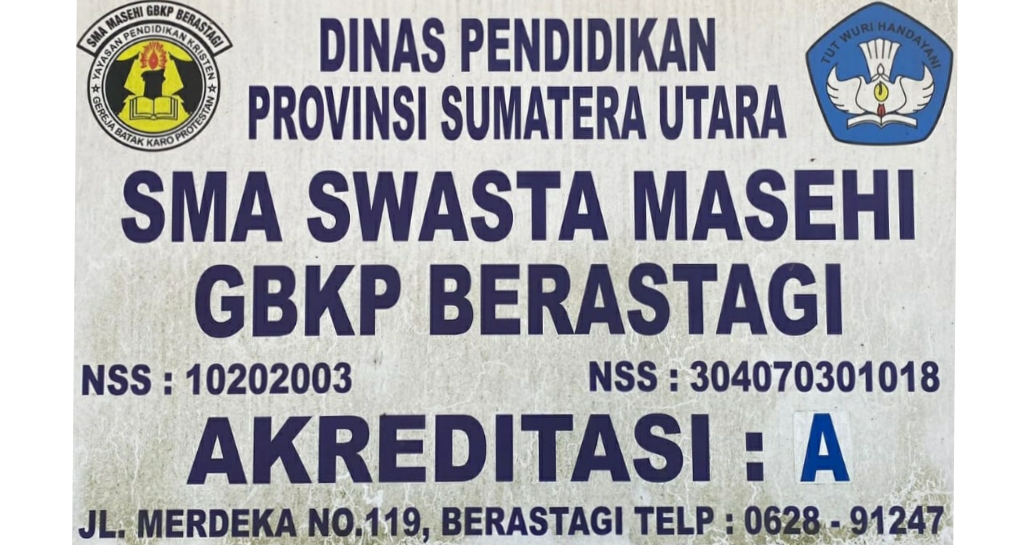 SMA MASEHI GBKP BERASTAGI
YAYASAN PENDIDIKAN KRISTEN
GEREJA BATAK KARO PROTESTAN
DINAS PENDIDIKAN
PROVINSI SUMATERA UTARA
TUT WURI HANDAYANI
SMA SWASTA MASEHI
GBKP BERASTAGI
NSS : 10202003 NSS : 304070301018
AKREDITASI : A
JL. MERDEKA NO.119, BERASTAGI TELP : 0628 - 91247